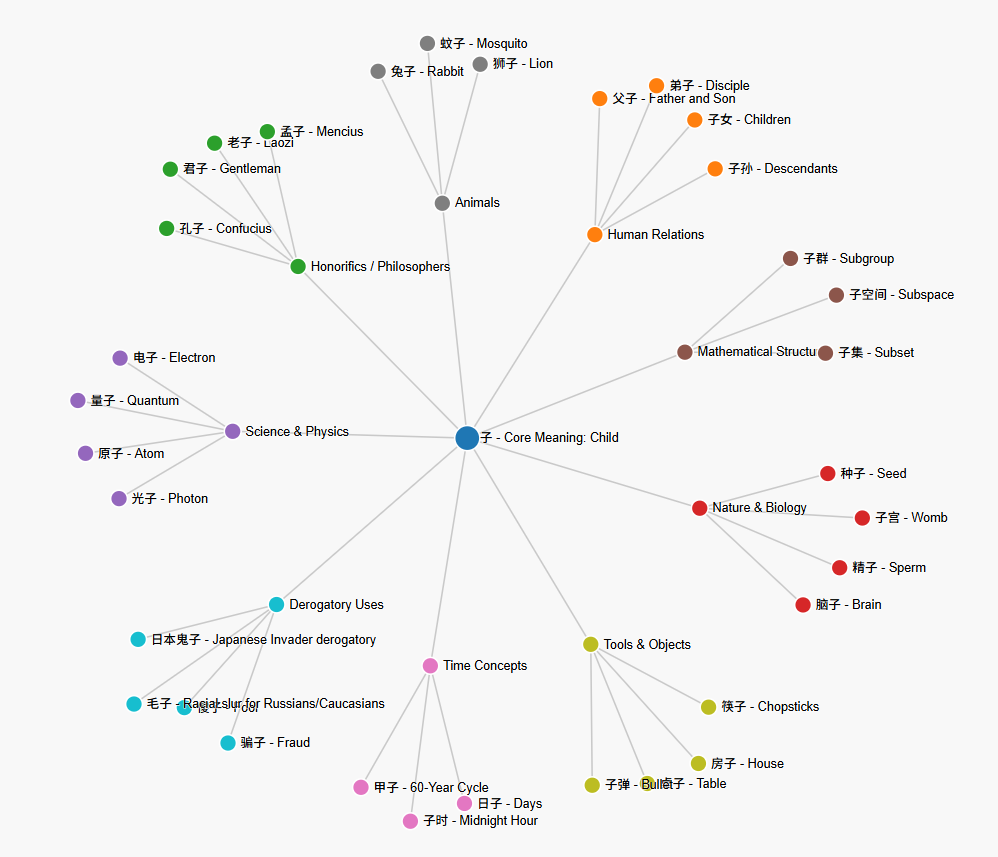 蚊子 - Mosquito
狮子 - Lion
兔子 - Rabbit
弟子 - Disciple
父子 - Father and Son
子女 - Children
孟子 - Mencius
老子 - Laozi
君子 - Gentleman
子孙 - Descendants
Animals
孔子 - Confucius
Human Relations
子群 - Subgroup
Honorifics / Philosophers
子空间 - Subspace
Mathematical Structu
子集 - Subset
电子 - Electron
量子 - Quantum
Science & Physics
子 - Core Meaning: Child
原子 - Atom
种子 - Seed
光子 - Photon
Nature & Biology
子宫 - Womb
精子 - Sperm
Derogatory Uses
脑子 - Brain
日本鬼子 - Japanese Invader derogatory
Tools & Objects
Time Concepts
毛子 - Racial slur for Russians/Caucasians
筷子 - Chopsticks
骗子 - Fraud
房子 - House
甲子 - 60-Year Cycle
子弹 - Bullet
子 - Table
日子 - Days
子时 - Midnight Hour